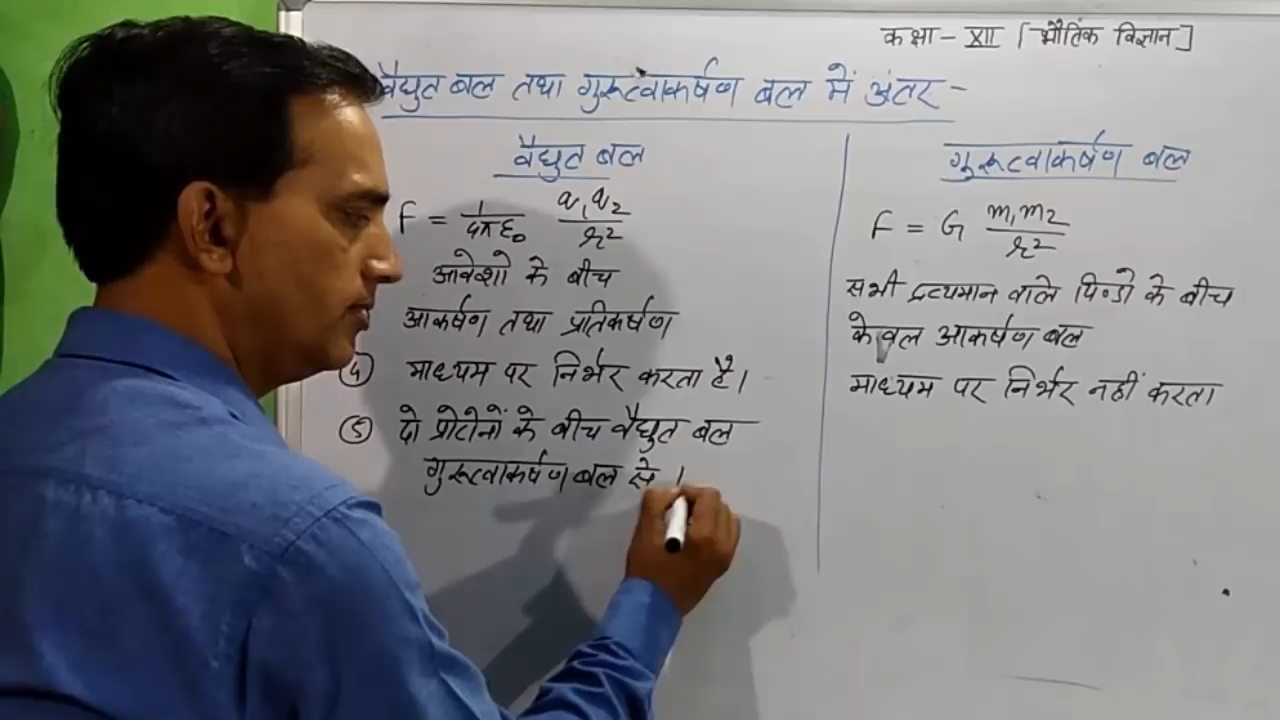 कक्षा - XII [भौतिक विज्ञान]
वैद्युत बल तथा गुरुत्वाकर्षण बल में अंतर -
वैद्युत बल
F = 1/4πε₀ q₁q₂/r²
आवेशो के बीच
आकर्षण तथा प्रतिकर्षण
④ माध्यम पर निर्भर करता है।
⑤ दो प्रोटोनों के बीच वैद्युत बल
गुरुत्वाकर्षण बल से 1
गुरुत्वाकर्षण बल
F = G m₁m₂/r²
सभी द्रव्यमान वाले पिण्डो के बीच
केवल आकर्षण बल
माध्यम पर निर्भर नहीं करता